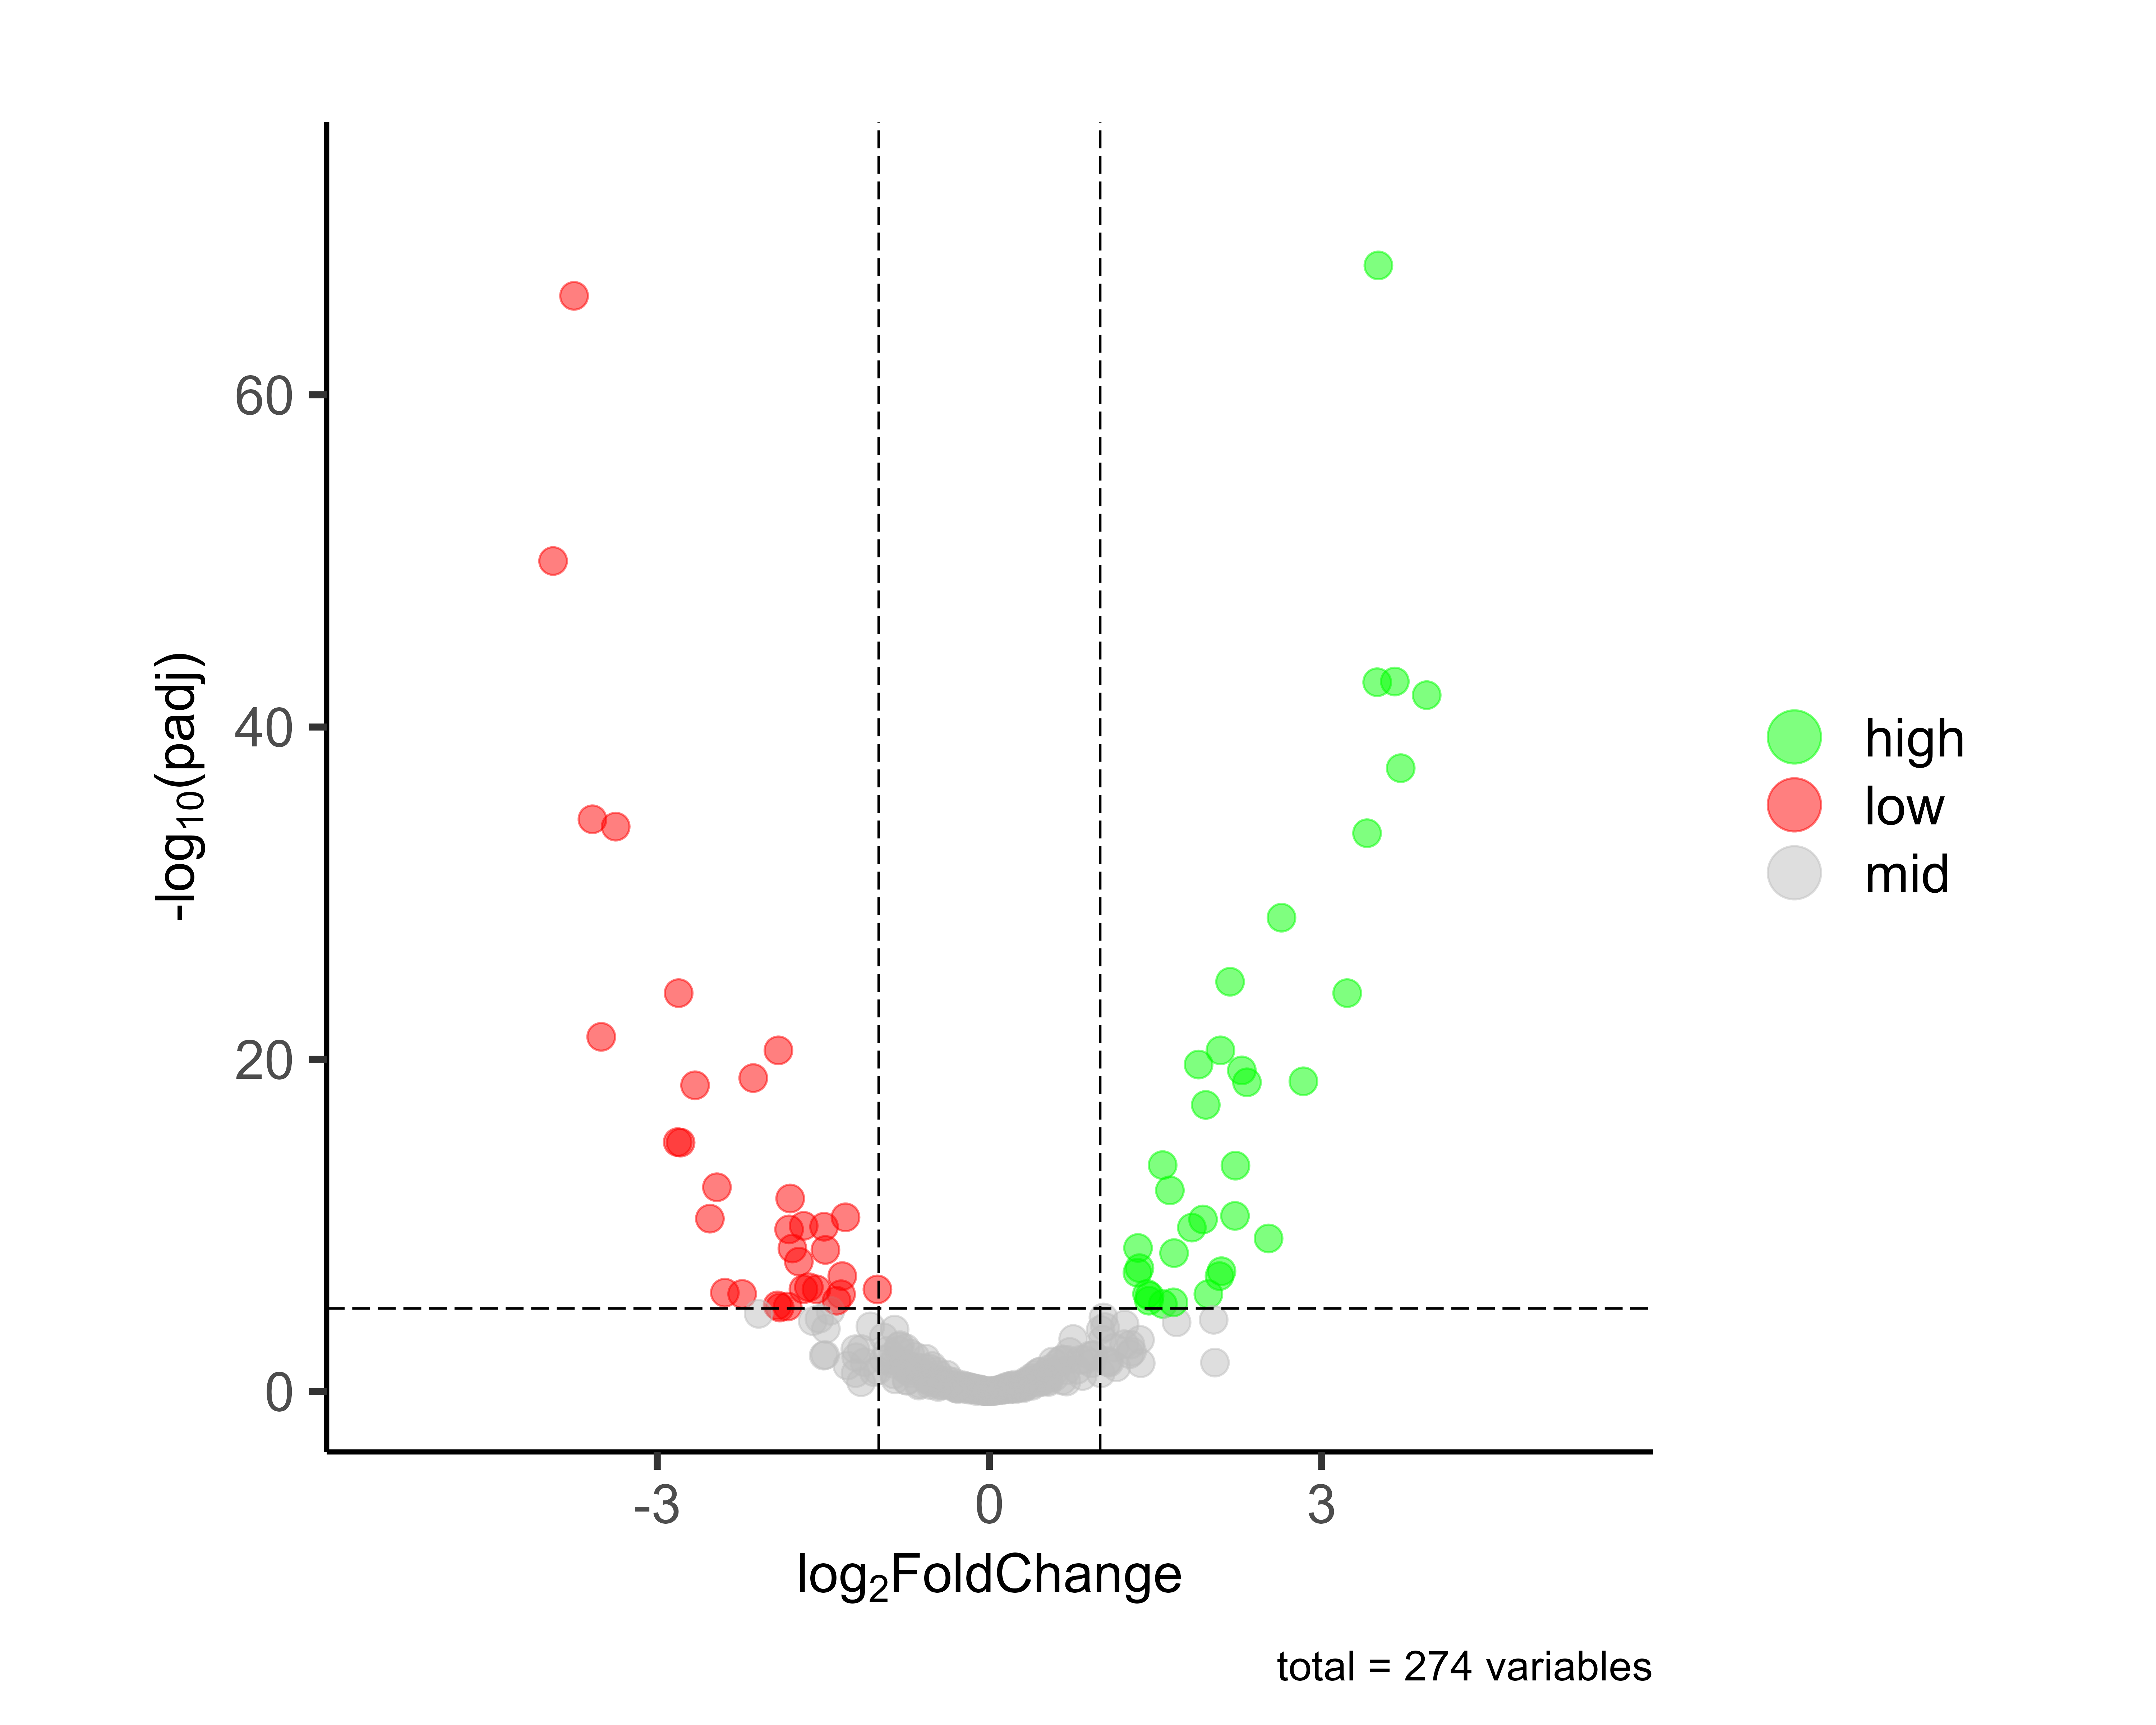 -log₁₀(padj)
60
40
20
0
-3 0 3
log₂FoldChange
high
low
mid
total = 274 variables